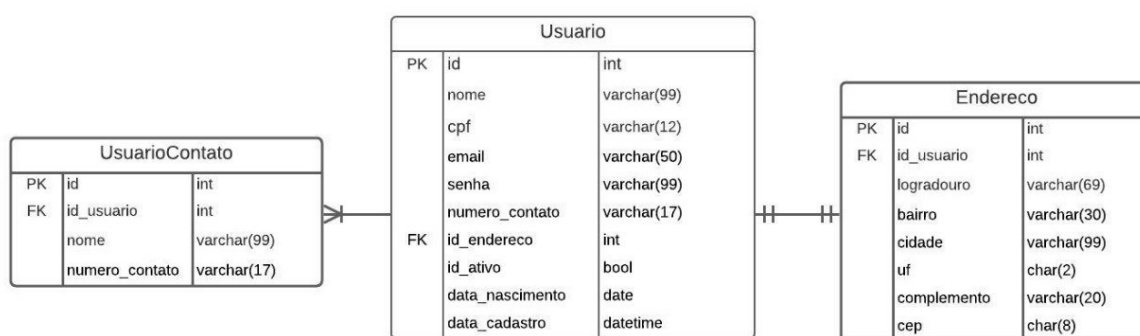 UsuarioContato
PK id int
FK id_usuario int
nome varchar(99)
numero_contato varchar(17)
Usuario
PK id int
nome varchar(99)
cpf varchar(12)
email varchar(50)
senha varchar(99)
numero_contato varchar(17)
FK id_endereco int
id_ativo bool
data_nascimento date
data_cadastro datetime
Endereco
PK id int
FK id_usuario int
logradouro varchar(69)
bairro varchar(30)
cidade varchar(99)
uf char(2)
complemento varchar(20)
cep char(8)